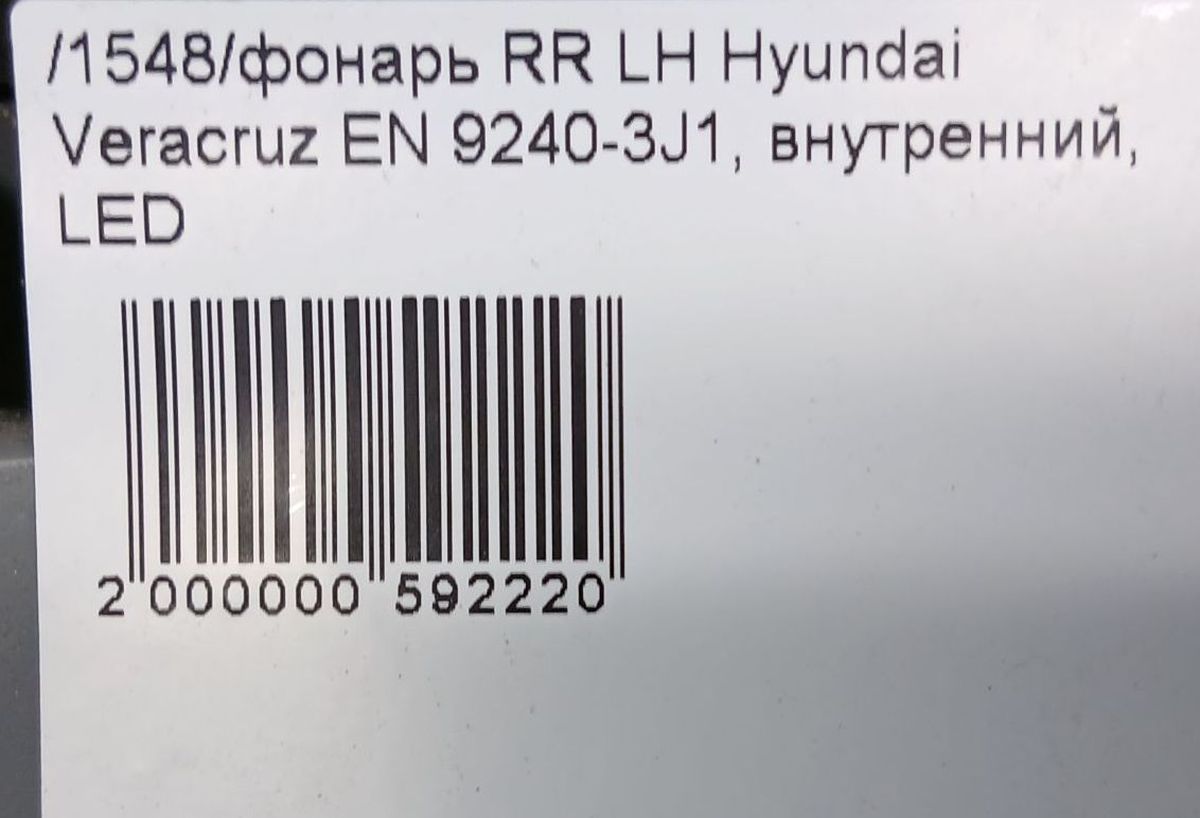 /1548/фонарь RR LH Hyundai
Veracruz EN 9240-3J1, внутренний,
LED
2 000000 592220